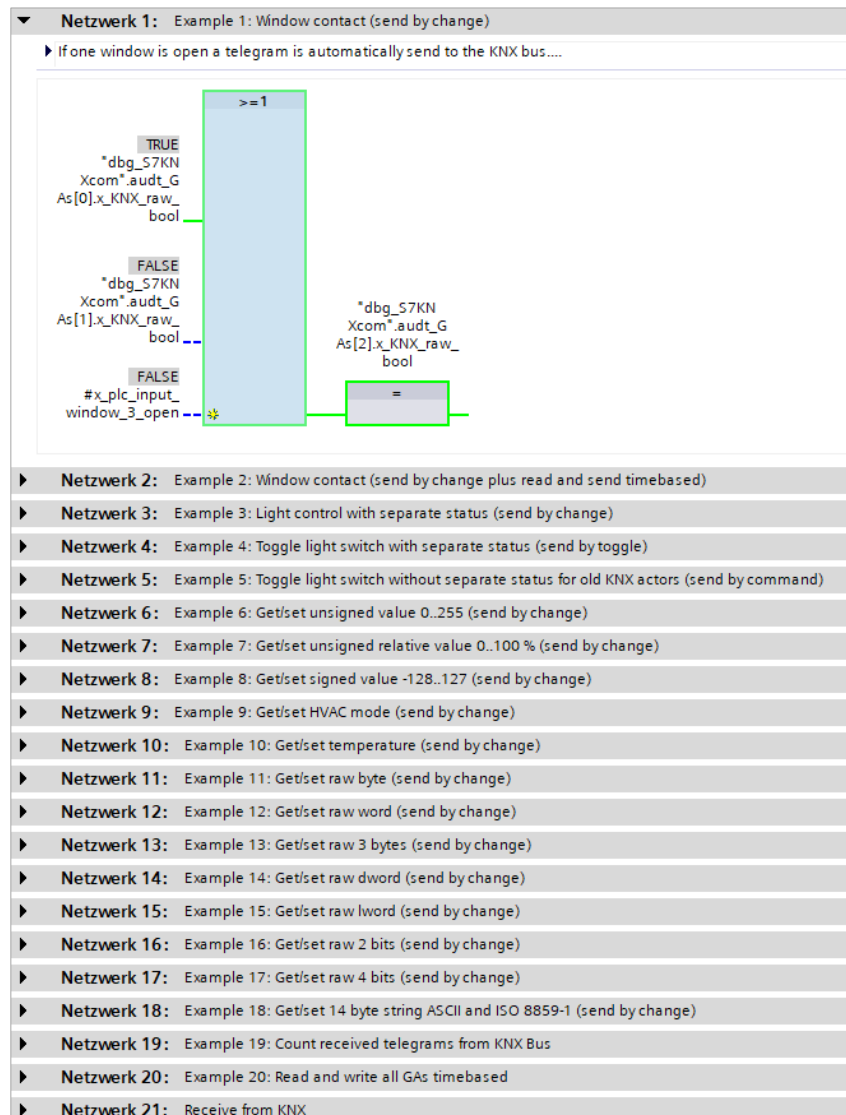 Netzwerk 1: Example 1: Window contact (send by change)
If one window is open a telegram is automatically send to the KNX bus....
>=1
TRUE
"dbg_S7KN
Xcom".audt_G
As[0].x_KNX_raw_
bool
FALSE
"dbg_S7KN
Xcom".audt_G
As[1].x_KNX_raw_
bool
FALSE
#x_plc_input_
window_3_open
"dbg_S7KN
Xcom".audt_G
As[2].x_KNX_raw_
bool
=
Netzwerk 2: Example 2: Window contact (send by change plus read and send timebased)
Netzwerk 3: Example 3: Light control with separate status (send by change)
Netzwerk 4: Example 4: Toggle light switch with separate status (send by toggle)
Netzwerk 5: Example 5: Toggle light switch without separate status for old KNX actors (send by command)
Netzwerk 6: Example 6: Get/set unsigned value 0..255 (send by change)
Netzwerk 7: Example 7: Get/set unsigned relative value 0..100 % (send by change)
Netzwerk 8: Example 8: Get/set signed value -128..127 (send by change)
Netzwerk 9: Example 9: Get/set HVAC mode (send by change)
Netzwerk 10: Example 10: Get/set temperature (send by change)
Netzwerk 11: Example 11: Get/set raw byte (send by change)
Netzwerk 12: Example 12: Get/set raw word (send by change)
Netzwerk 13: Example 13: Get/set raw 3 bytes (send by change)
Netzwerk 14: Example 14: Get/set raw dword (send by change)
Netzwerk 15: Example 15: Get/set raw lword (send by change)
Netzwerk 16: Example 16: Get/set raw 2 bits (send by change)
Netzwerk 17: Example 17: Get/set raw 4 bits (send by change)
Netzwerk 18: Example 18: Get/set 14 byte string ASCII and ISO 8859-1 (send by change)
Netzwerk 19: Example 19: Count received telegrams from KNX Bus
Netzwerk 20: Example 20: Read and write all GAs timebased
Netzwerk 21: Receive from KNX